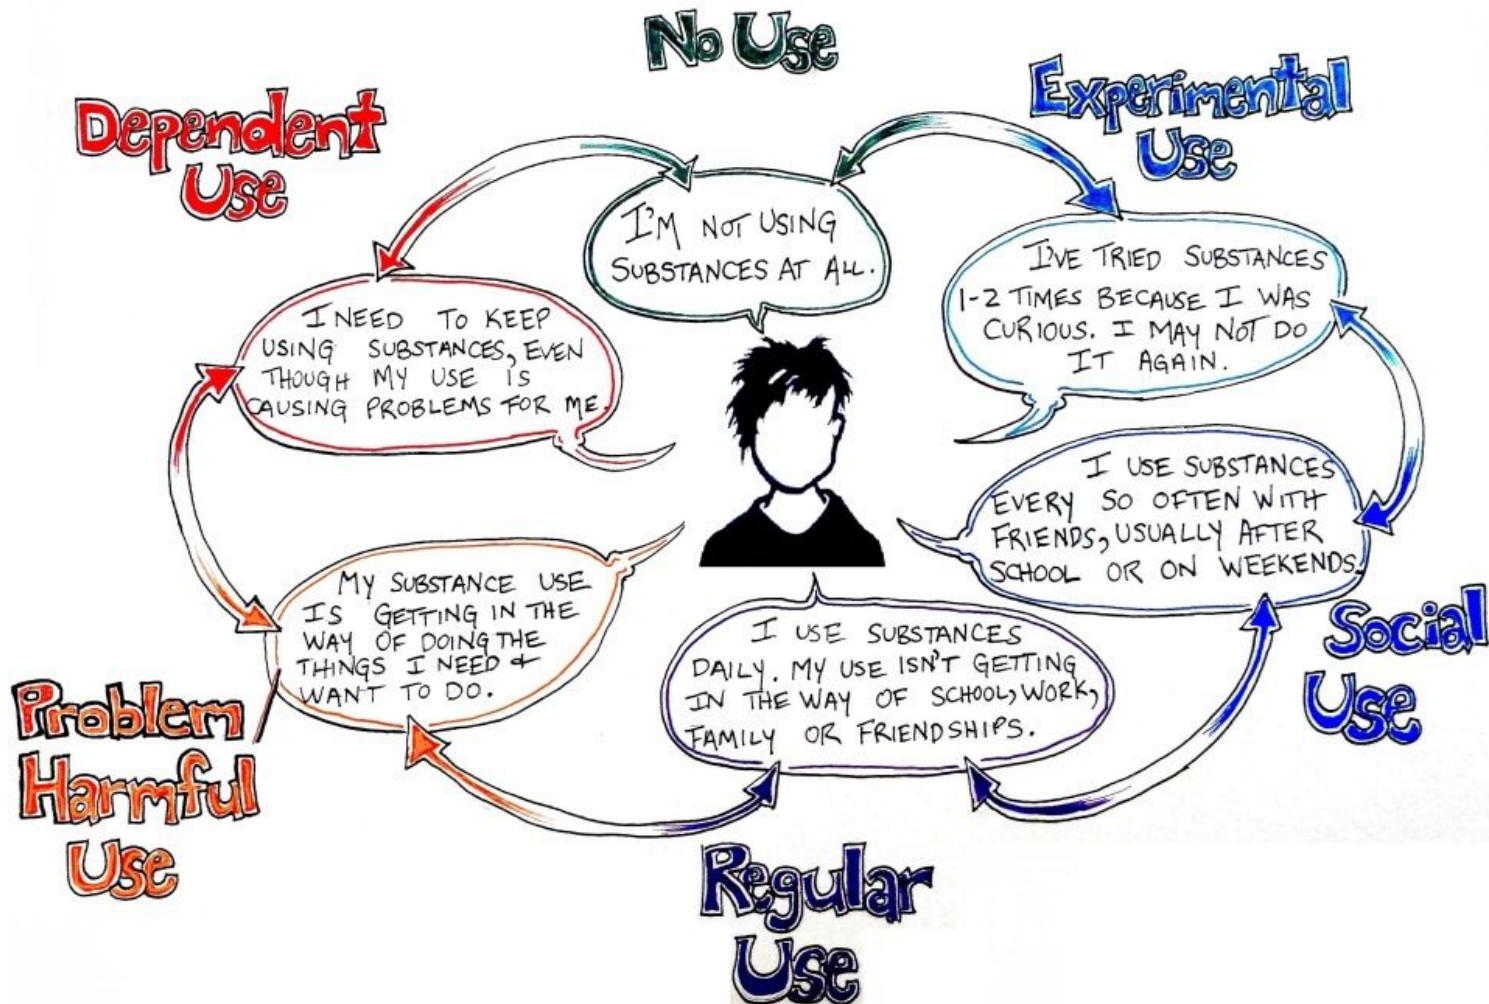 No Use
I'M NOT USING
SUBSTANCES AT ALL.
Experimental
Use
I'VE TRIED SUBSTANCES
1-2 TIMES BECAUSE I WAS
CURIOUS. I MAY NOT DO
IT AGAIN.
Social
Use
I USE SUBSTANCES
EVERY SO OFTEN WITH
FRIENDS, USUALLY AFTER
SCHOOL OR ON WEEKENDS.
Regular
Use
I USE SUBSTANCES
DAILY. MY USE ISN'T GETTING
IN THE WAY OF SCHOOL, WORK,
FAMILY OR FRIENDSHIPS.
Problem
Harmful
Use
MY SUBSTANCE USE
IS GETTING IN THE
WAY OF DOING THE
THINGS I NEED &
WANT TO DO.
Dependent
Use
I NEED TO KEEP
USING SUBSTANCES, EVEN
THOUGH MY USE IS
CAUSING PROBLEMS FOR ME.